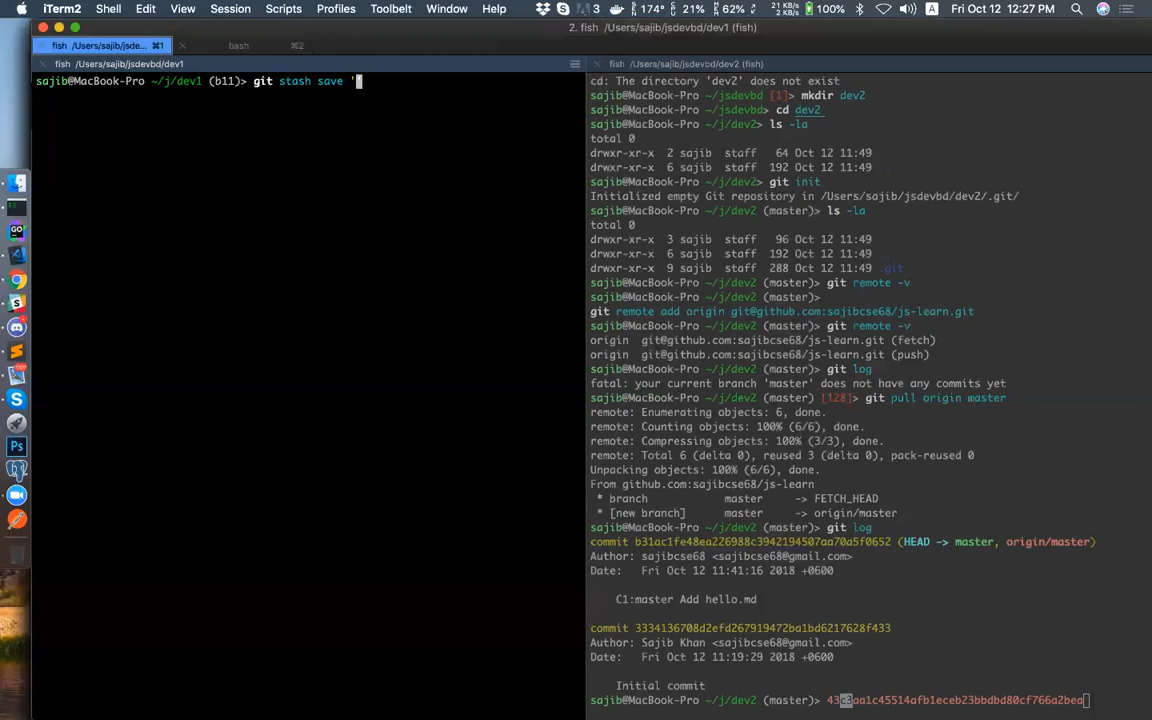 iTerm2 Shell Edit View Session Scripts Profiles Toolbelt Window Help 3 174° 21% 62% 21 KB/s 8 KB/s 100% A Fri Oct 12 12:27 PM
2. fish /Users/sajib/jsdevbd/dev1 (fish)
fish /Users/sajib/jsde... ⌘1 bash ⌘2
fish /Users/sajib/jsdevbd/dev1
sajib@MacBook-Pro ~/j/dev1 (b11)> git stash save ''
fish /Users/sajib/jsdevbd/dev2 (fish)
cd: The directory 'dev2' does not exist
sajib@MacBook-Pro ~/jsdevbd [1]> mkdir dev2
sajib@MacBook-Pro ~/jsdevbd> cd dev2
sajib@MacBook-Pro ~/j/dev2> ls -la
total 0
drwxr-xr-x 2 sajib staff 64 Oct 12 11:49 .
drwxr-xr-x 6 sajib staff 192 Oct 12 11:49 ..
sajib@MacBook-Pro ~/j/dev2> git init
Initialized empty Git repository in /Users/sajib/jsdevbd/dev2/.git/
sajib@MacBook-Pro ~/j/dev2 (master)> ls -la
total 0
drwxr-xr-x 3 sajib staff 96 Oct 12 11:49 .
drwxr-xr-x 6 sajib staff 192 Oct 12 11:49 ..
drwxr-xr-x 9 sajib staff 288 Oct 12 11:49 .git
sajib@MacBook-Pro ~/j/dev2 (master)> git remote -v
sajib@MacBook-Pro ~/j/dev2 (master)>
git remote add origin git@github.com:sajibcse68/js-learn.git
sajib@MacBook-Pro ~/j/dev2 (master)> git remote -v
origin git@github.com:sajibcse68/js-learn.git (fetch)
origin git@github.com:sajibcse68/js-learn.git (push)
sajib@MacBook-Pro ~/j/dev2 (master)> git log
fatal: your current branch 'master' does not have any commits yet
sajib@MacBook-Pro ~/j/dev2 (master) [128]> git pull origin master
remote: Enumerating objects: 6, done.
remote: Counting objects: 100% (6/6), done.
remote: Compressing objects: 100% (3/3), done.
remote: Total 6 (delta 0), reused 3 (delta 0), pack-reused 0
Unpacking objects: 100% (6/6), done.
From github.com:sajibcse68/js-learn
* branch master -> FETCH_HEAD
* [new branch] master -> origin/master
sajib@MacBook-Pro ~/j/dev2 (master)> git log
commit b31ac1fe48ea226988c3942194507aa70a5f0652 (HEAD -> master, origin/master)
Author: sajibcse68 <sajibcse68@gmail.com>
Date: Fri Oct 12 11:41:16 2018 +0600
C1:master Add hello.md
commit 3334136708d2efd267919472ba1bd6217628f433
Author: Sajib Khan <sajibcse68@gmail.com>
Date: Fri Oct 12 11:19:29 2018 +0600
Initial commit
sajib@MacBook-Pro ~/j/dev2 (master)> 43c3aa1c45514afb1eceb23bbdbd80cf766a2bea